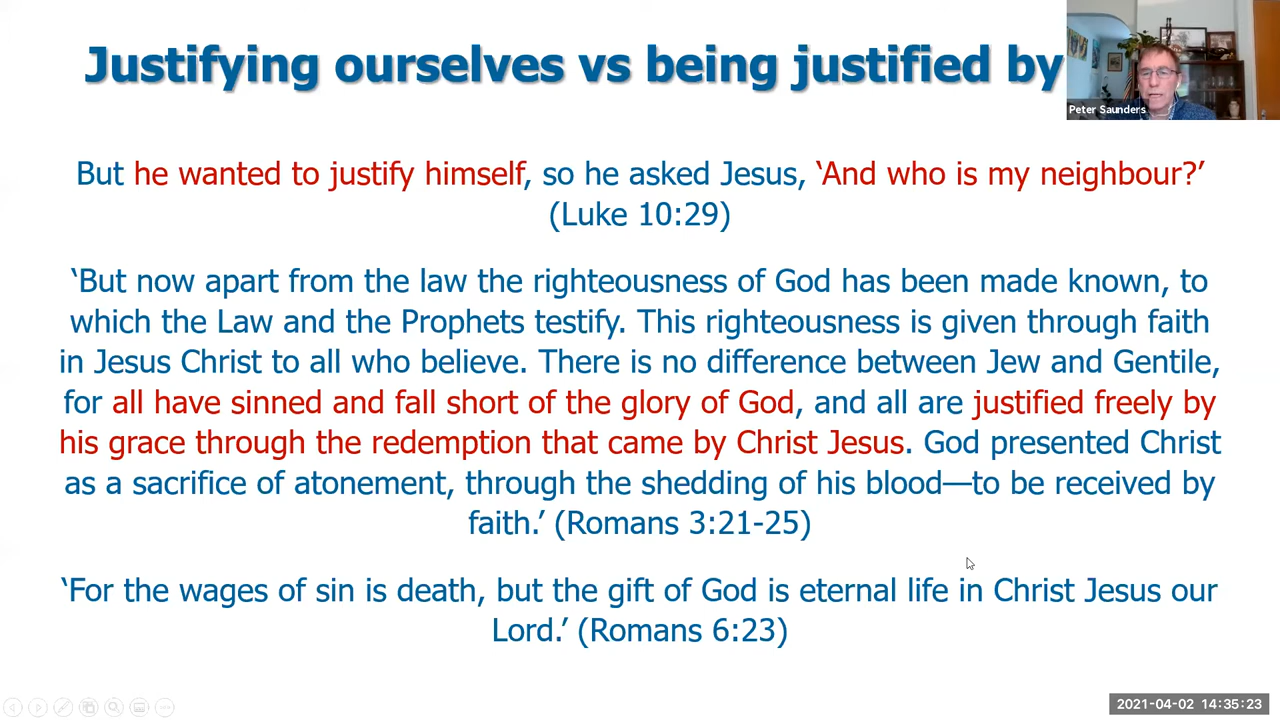 Justifying ourselves vs being justified by
Peter Saunders
But he wanted to justify himself, so he asked Jesus, ‘And who is my neighbour?’
(Luke 10:29)
‘But now apart from the law the righteousness of God has been made known, to
which the Law and the Prophets testify. This righteousness is given through faith
in Jesus Christ to all who believe. There is no difference between Jew and Gentile,
for all have sinned and fall short of the glory of God, and all are justified freely by
his grace through the redemption that came by Christ Jesus. God presented Christ
as a sacrifice of atonement, through the shedding of his blood—to be received by
faith.’ (Romans 3:21-25)
‘For the wages of sin is death, but the gift of God is eternal life in Christ Jesus our
Lord.’ (Romans 6:23)
2021-04-02 14:35:23